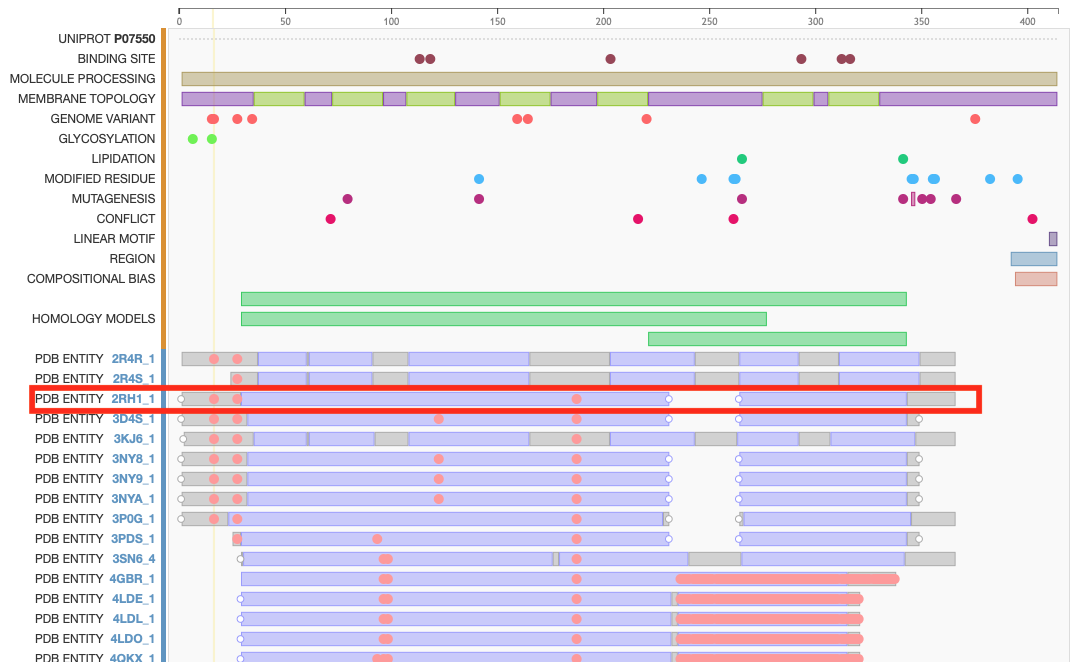 0 50 100 150 200 250 300 350 400
UNIPROT P07550
BINDING SITE
MOLECULE PROCESSING
MEMBRANE TOPOLOGY
GENOME VARIANT
GLYCOSYLATION
LIPIDATION
MODIFIED RESIDUE
MUTAGENESIS
CONFLICT
LINEAR MOTIF
REGION
COMPOSITIONAL BIAS
HOMOLOGY MODELS
PDB ENTITY 2R4R_1
PDB ENTITY 2R4S_1
PDB ENTITY 2RH1_1
PDB ENTITY 3D4S_1
PDB ENTITY 3KJ6_1
PDB ENTITY 3NY8_1
PDB ENTITY 3NY9_1
PDB ENTITY 3NYA_1
PDB ENTITY 3P0G_1
PDB ENTITY 3PDS_1
PDB ENTITY 3SN6_4
PDB ENTITY 4GBR_1
PDB ENTITY 4LDE_1
PDB ENTITY 4LDL_1
PDB ENTITY 4LDO_1
PDB ENTITY 4QKX_1